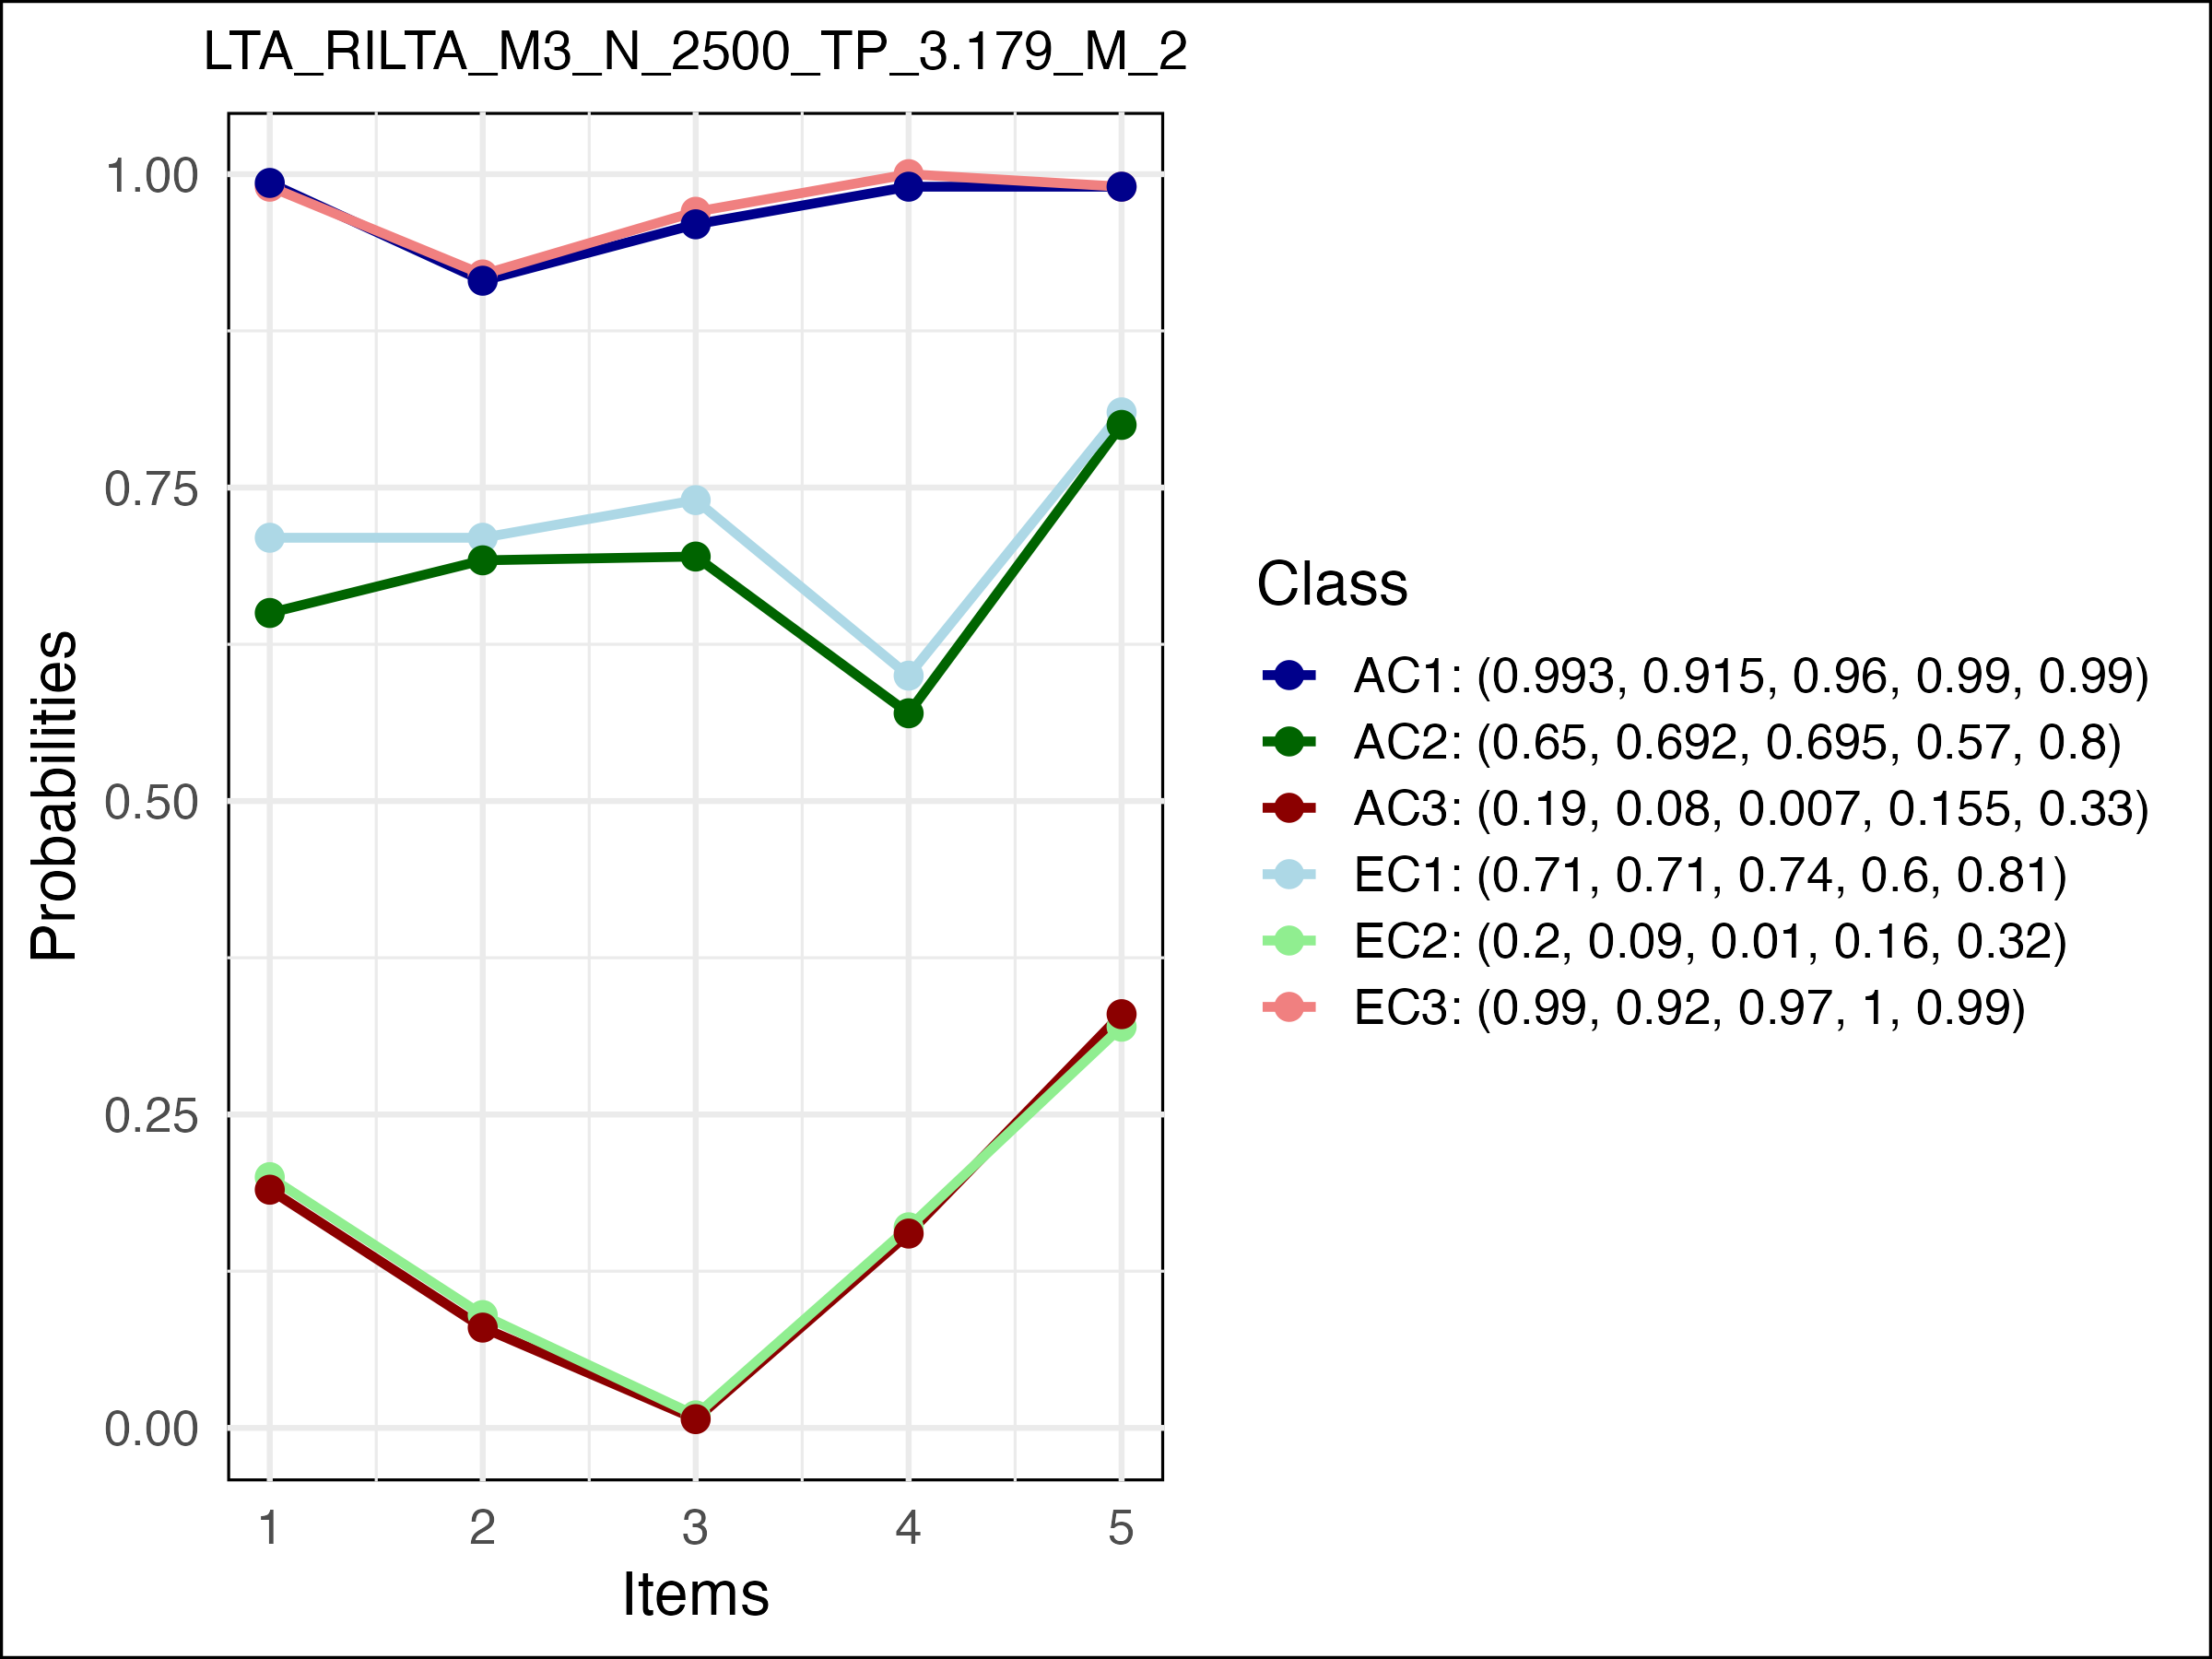 LTA_RILTA_M3_N_2500_TP_3.179_M_2
1.00
0.75
0.50
0.25
0.00
Probabilities
1 2 3 4 5
Items
Class
AC1: (0.993, 0.915, 0.96, 0.99, 0.99)
AC2: (0.65, 0.692, 0.695, 0.57, 0.8)
AC3: (0.19, 0.08, 0.007, 0.155, 0.33)
EC1: (0.71, 0.71, 0.74, 0.6, 0.81)
EC2: (0.2, 0.09, 0.01, 0.16, 0.32)
EC3: (0.99, 0.92, 0.97, 1, 0.99)